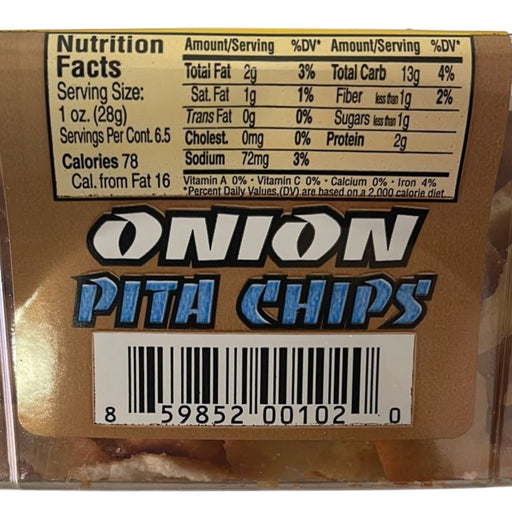 Nutrition Facts
Serving Size:
1 oz. (28g)
Servings Per Cont. 6.5
Calories 78
Cal. from Fat 16
Amount/Serving %DV* Amount/Serving %DV*
Total Fat 2g 3% Total Carb 13g 4%
Sat. Fat 1g 1% Fiber less than 1g 2%
Trans Fat 0g 0% Sugars less than 1g
Cholest. 0mg 0% Protein 2g
Sodium 72mg 3%
Vitamin A 0% • Vitamin C 0% • Calcium 0% • Iron 4%
*Percent Daily Values (DV) are based on a 2,000 calorie diet.
ONION
PITA CHIPS
8 59852 00102 0